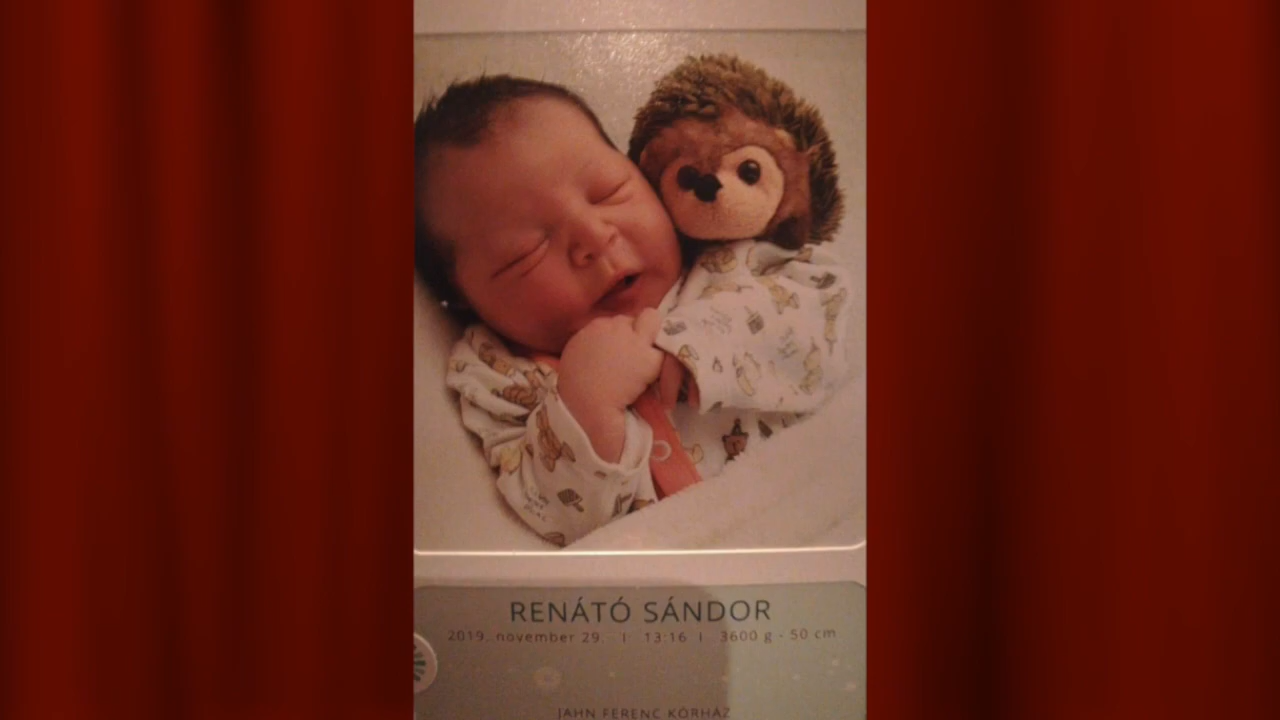 RENÁTÓ SÁNDOR
2019. november 29. I 13:16 I 3600 g - 50 cm
JAHN FERENC KÓRHÁZ